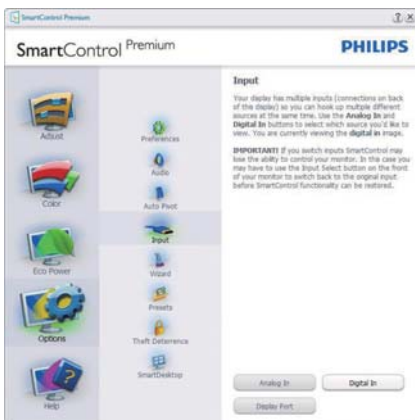 SmartControl Premium
SmartControl Premium
PHILIPS
Adjust
Color
Eco Power
Options
Help
Preferences
Audio
Auto Pivot
Input
Wizard
Presets
Theft Deterrence
SmartDesktop
Input
Your display has multiple inputs (connections on back
of the display) so you can hook up multiple different
sources at the same time. Use the Analog In and
Digital In buttons to select which source you'd like to
view. You are currently viewing the digital in image.
IMPORTANT! If you switch inputs SmartControl may
lose the ability to control your monitor. In the case you
may have to use the Input Select button on the front
of your monitor to switch back to the original input
before SmartControl functionality can be restored.
Analog In
Digital In
Display Port